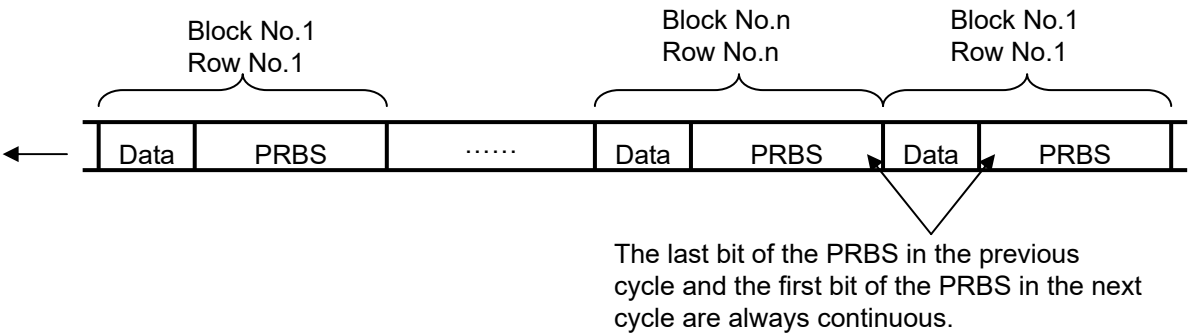 Block No.1
Row No.1
Block No.n
Row No.n
Block No.1
Row No.1
Data PRBS ...... Data PRBS Data PRBS
The last bit of the PRBS in the previous
cycle and the first bit of the PRBS in the next
cycle are always continuous.